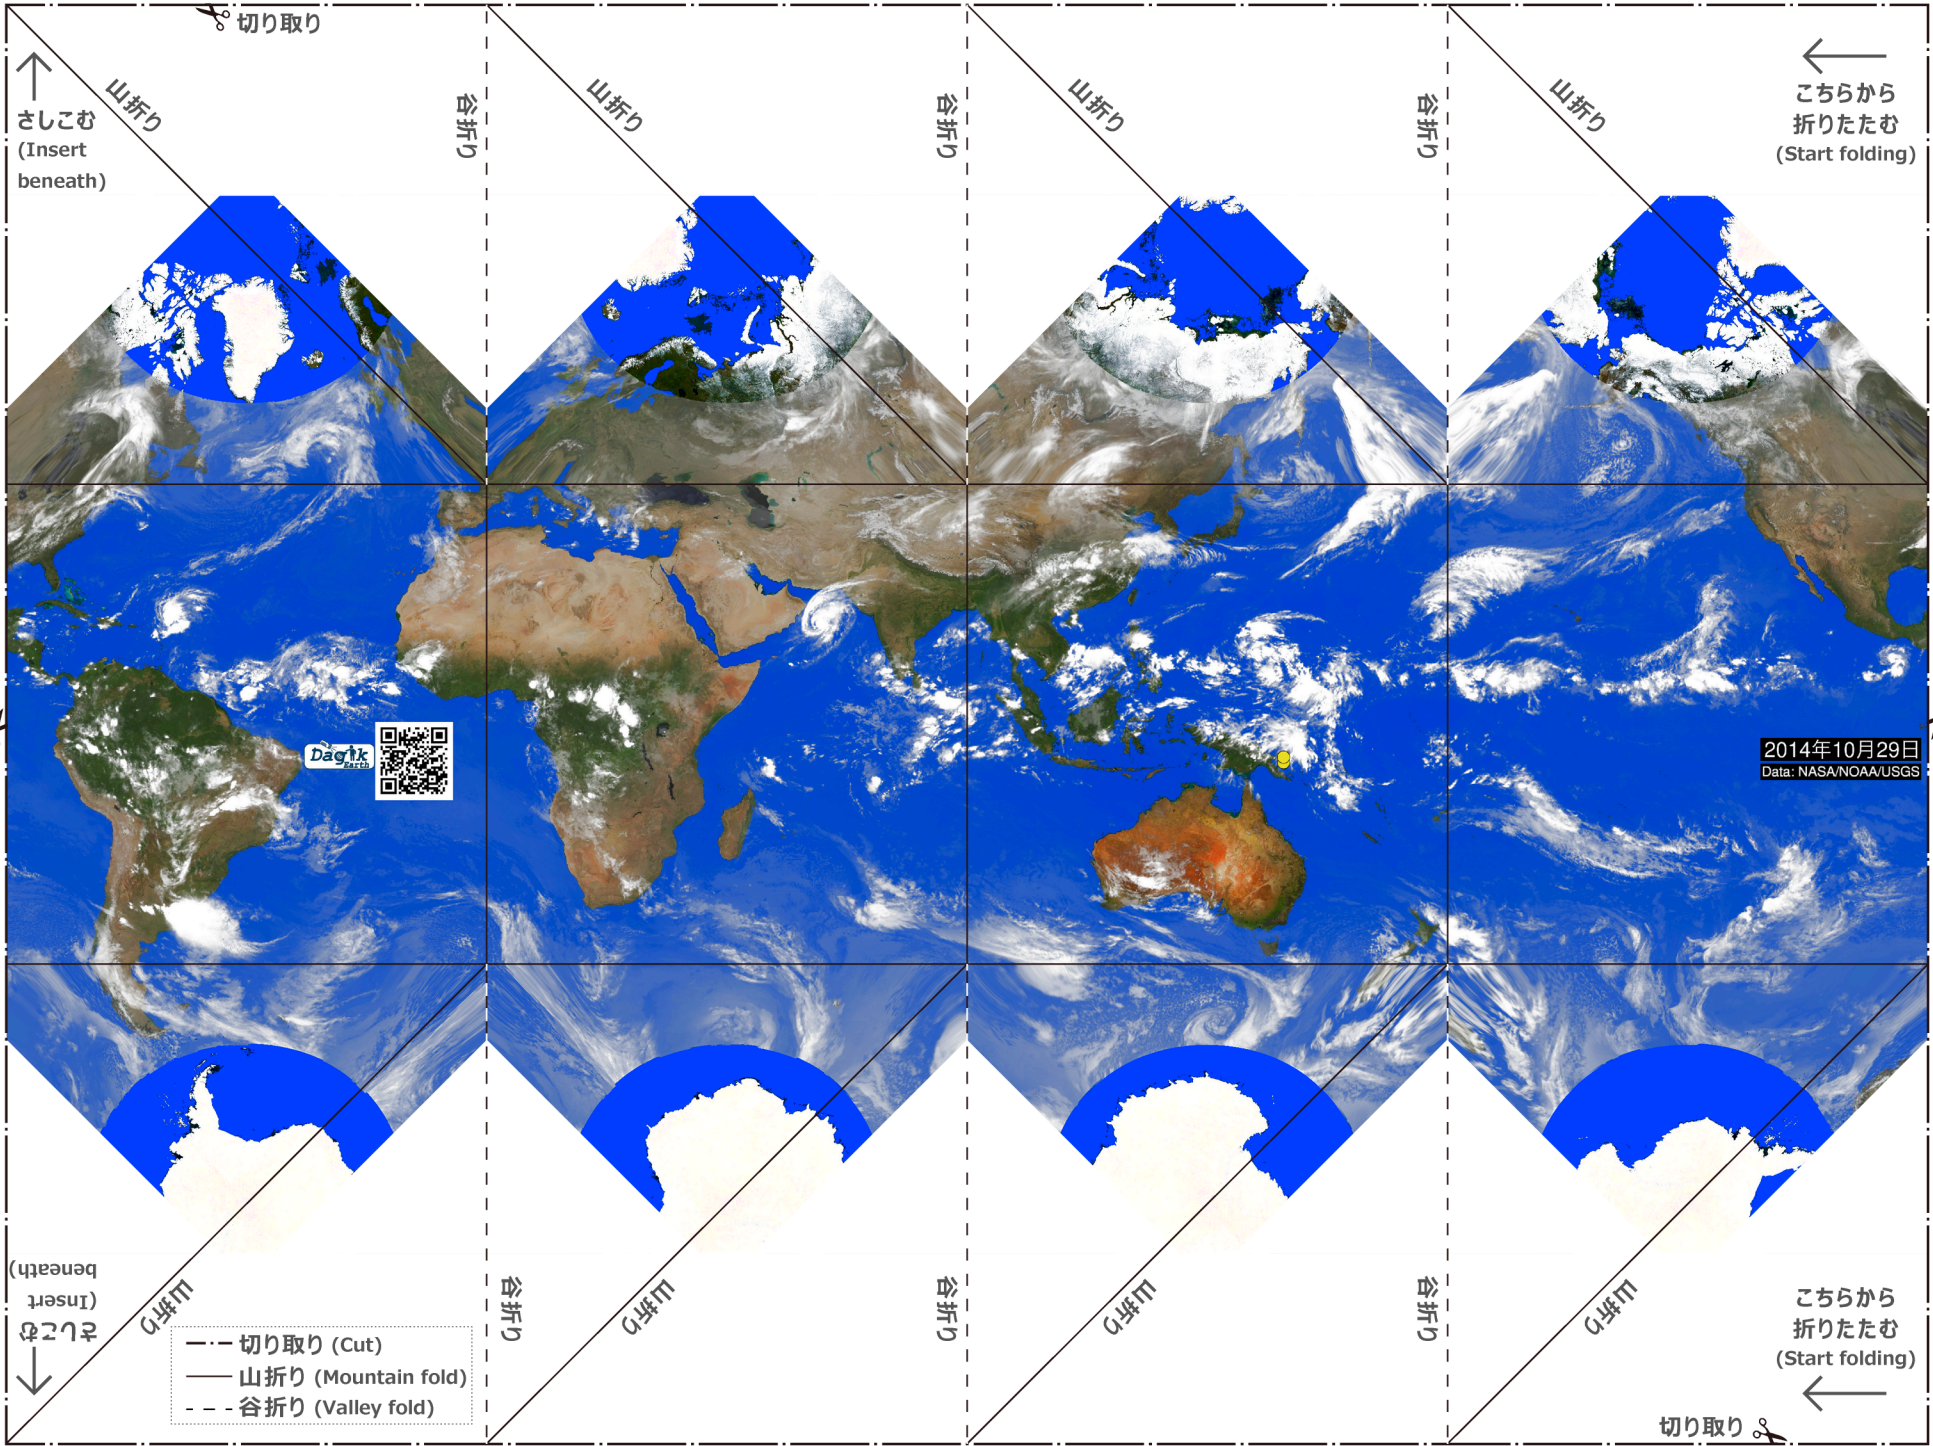 切り取り
山折り
谷折り
山折り
谷折り
山折り
谷折り
山折り
こちらから
折りたたむ
(Start folding)
さしこむ
(Insert
beneath)
Dagik
Earth
2014年10月29日
Data: NASA/NOAA/USGS
さしこむ
(Insert
beneath)
山折り
谷折り
山折り
谷折り
山折り
谷折り
山折り
こちらから
折りたたむ
(Start folding)
切り取り (Cut)
山折り (Mountain fold)
谷折り (Valley fold)
切り取り